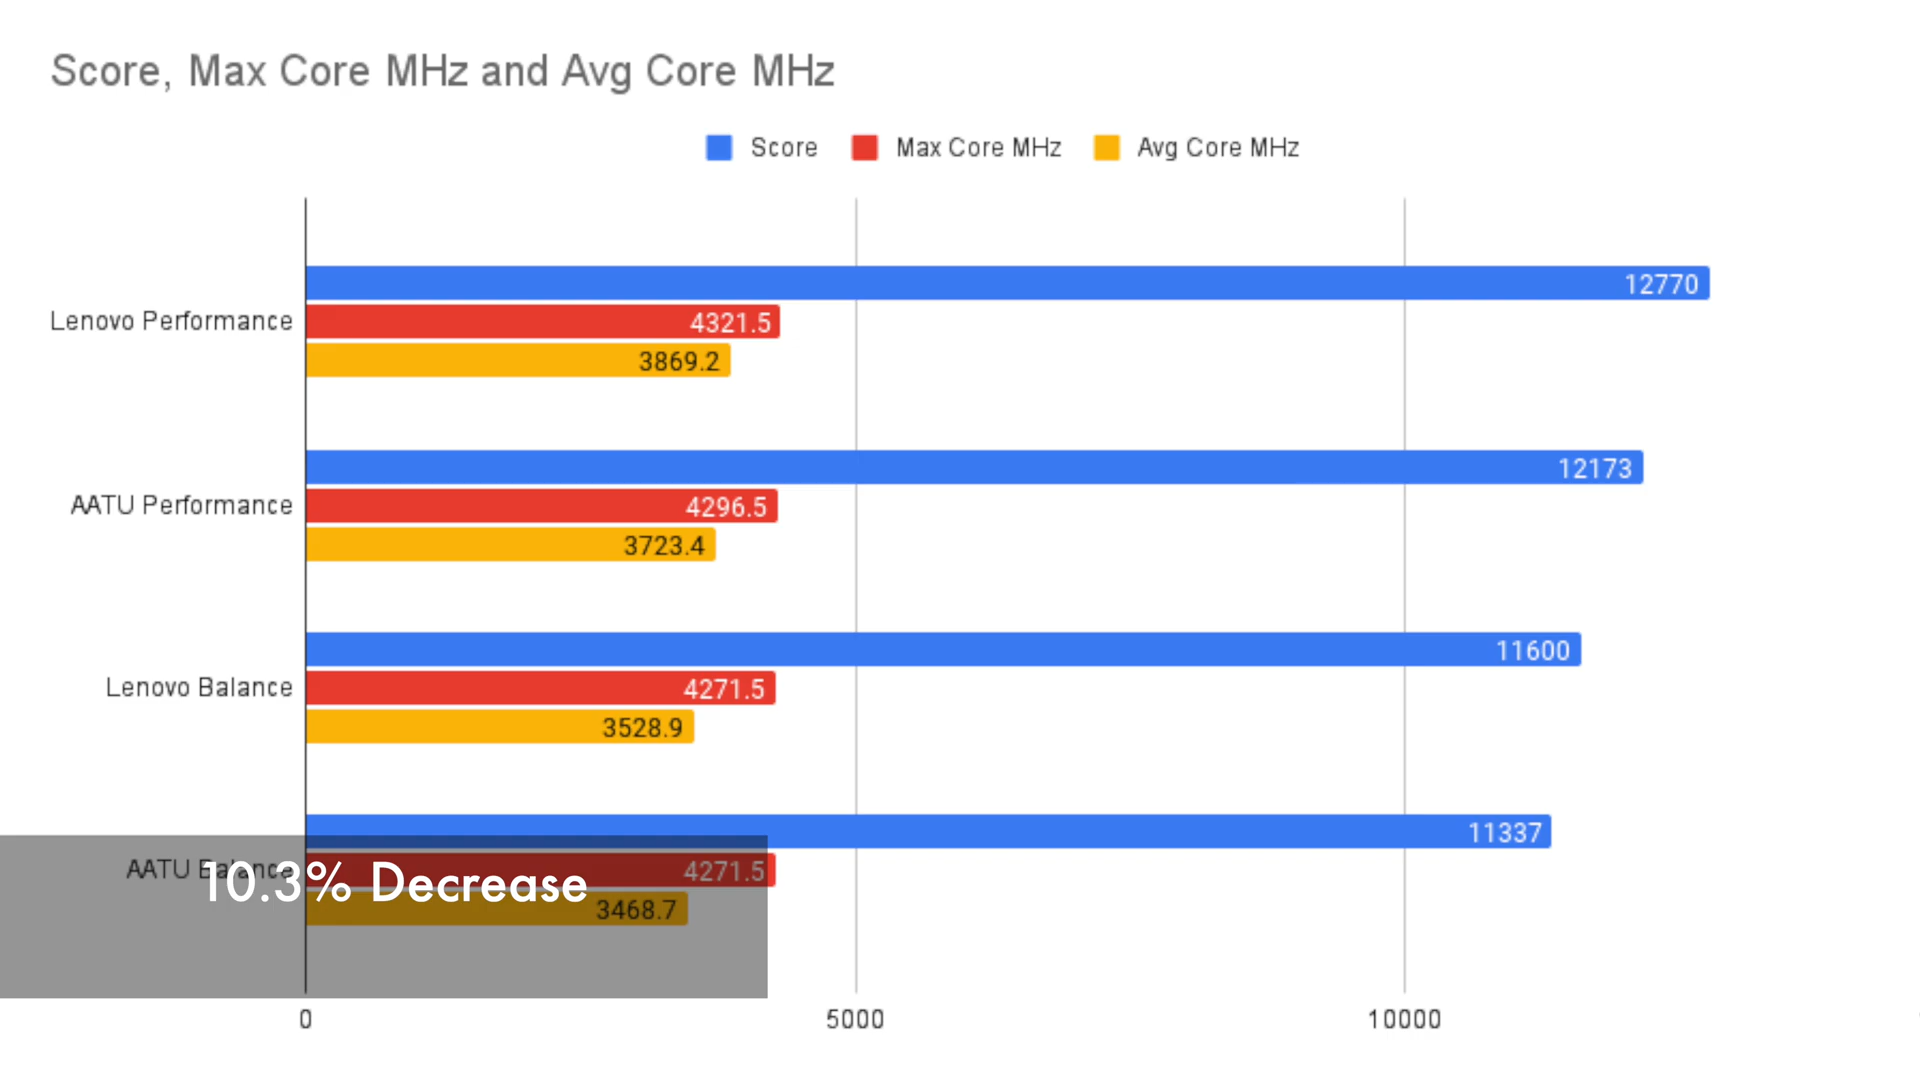 Score, Max Core MHz and Avg Core MHz
Score Max Core MHz Avg Core MHz
Lenovo Performance
12770
4321.5
3869.2
AATU Performance
12173
4296.5
3723.4
Lenovo Balance
11600
4271.5
3528.9
AATU Balance
11337
4271.5
3468.7
10.3% Decrease
0 5000 10000